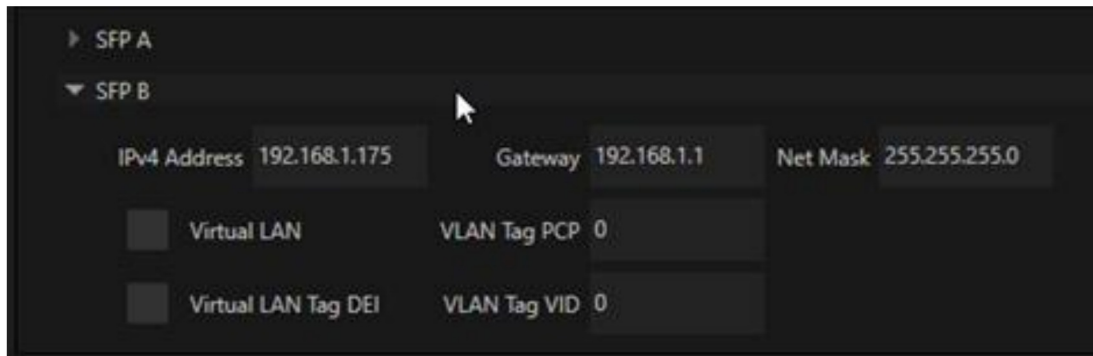 SFP A
SFP B
IPv4 Address 192.168.1.175 Gateway 192.168.1.1 Net Mask 255.255.255.0
Virtual LAN VLAN Tag PCP 0
Virtual LAN Tag DEI VLAN Tag VID 0